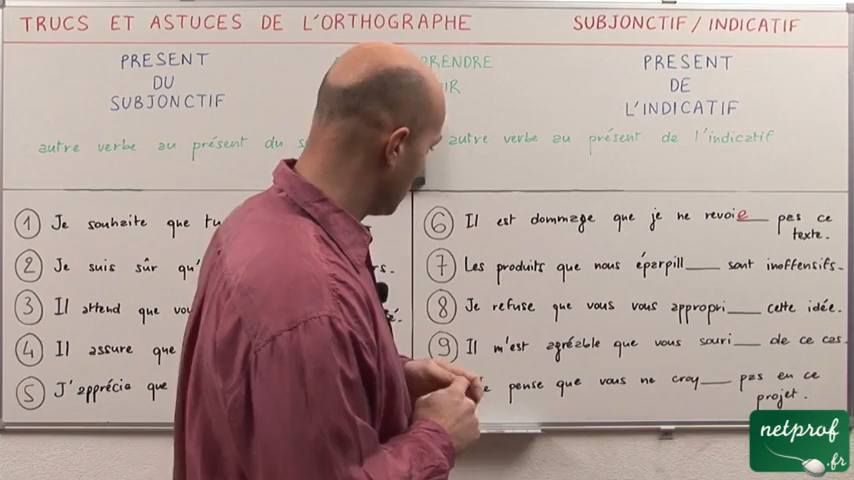 TRUCS ET ASTUCES DE L'ORTHOGRAPHE SUBJONCTIF/INDICATIF
PRESENT
DU
SUBJONCTIF
PRENDRE
IR
PRESENT
DE
L'INDICATIF
autre verbe au présent du s
autre verbe au présent de l'indicatif
1 Je souhaite que tu
2 Je suis sûr qu' rs.
3 Il attend que vou é.
4 Il assure que
5 J'apprécie que
6 Il est dommage que je ne revoie___ pas ce
texte.
7 Les produits que nous éparpill___ sont inoffensifs.
8 Je refuse que vous vous appropri___ cette idée.
9 Il m'est agréable que vous souri___ de ce cas.
e pense que vous ne croy___ pas en ce
projet.
netprof
.fr